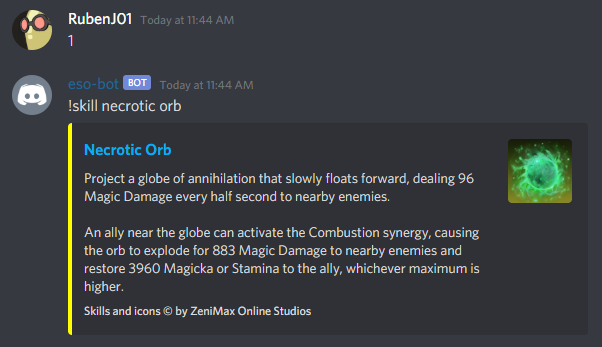 RubenJ01 Today at 11:44 AM
1
eso-bot BOT Today at 11:44 AM
!skill necrotic orb
Necrotic Orb
Project a globe of annihilation that slowly floats forward, dealing 96
Magic Damage every half second to nearby enemies.
An ally near the globe can activate the Combustion synergy, causing
the orb to explode for 883 Magic Damage to nearby enemies and
restore 3960 Magicka or Stamina to the ally, whichever maximum is
higher.
Skills and icons © by ZeniMax Online Studios